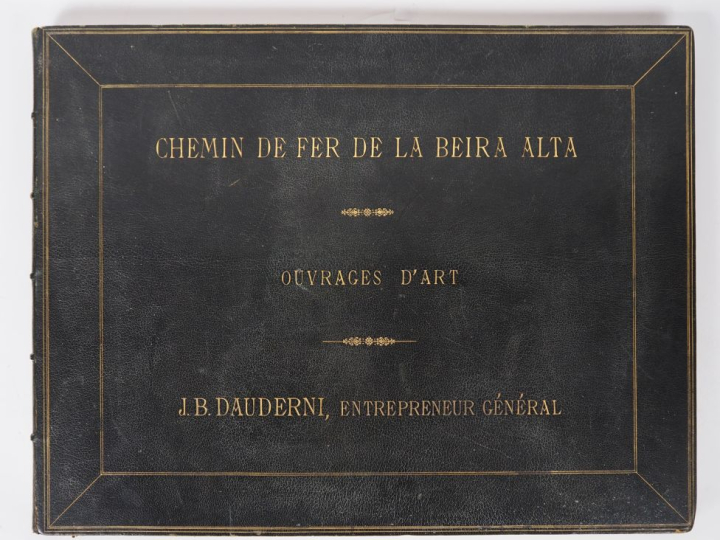 CHEMIN DE FER DE LA BEIRA ALTA
OUVRAGES D'ART
J. B. DAUDERNI, ENTREPRENEUR GÉNÉRAL